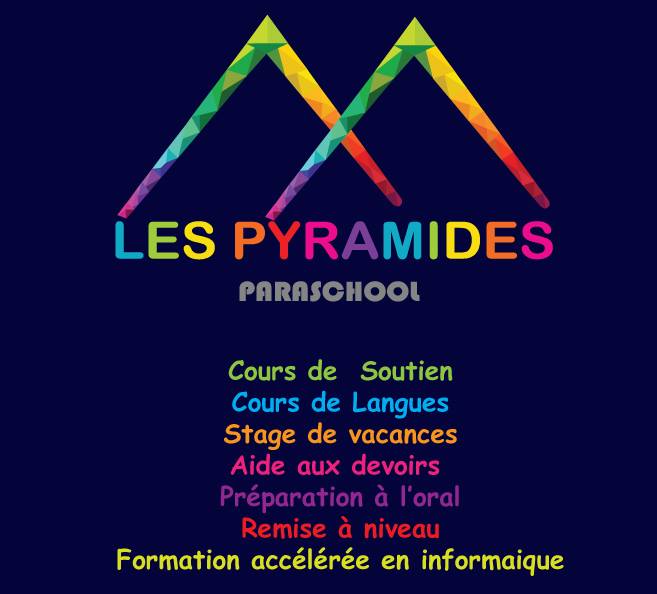 LES PYRAMIDES
PARASCHOOL
Cours de Soutien
Cours de Langues
Stage de vacances
Aide aux devoirs
Préparation à l'oral
Remise à niveau
Formation accélérée en informaique